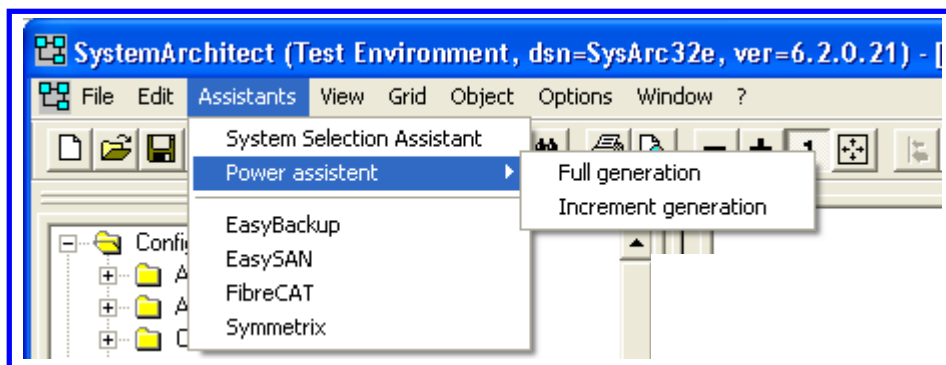 SystemArchitect (Test Environment, dsn=SysArc32e, ver=6.2.0.21) - [
File Edit Assistants View Grid Object Options Window ?
System Selection Assistant
Power assistent
Full generation
Increment generation
EasyBackup
EasySAN
FibreCAT
Symmetrix